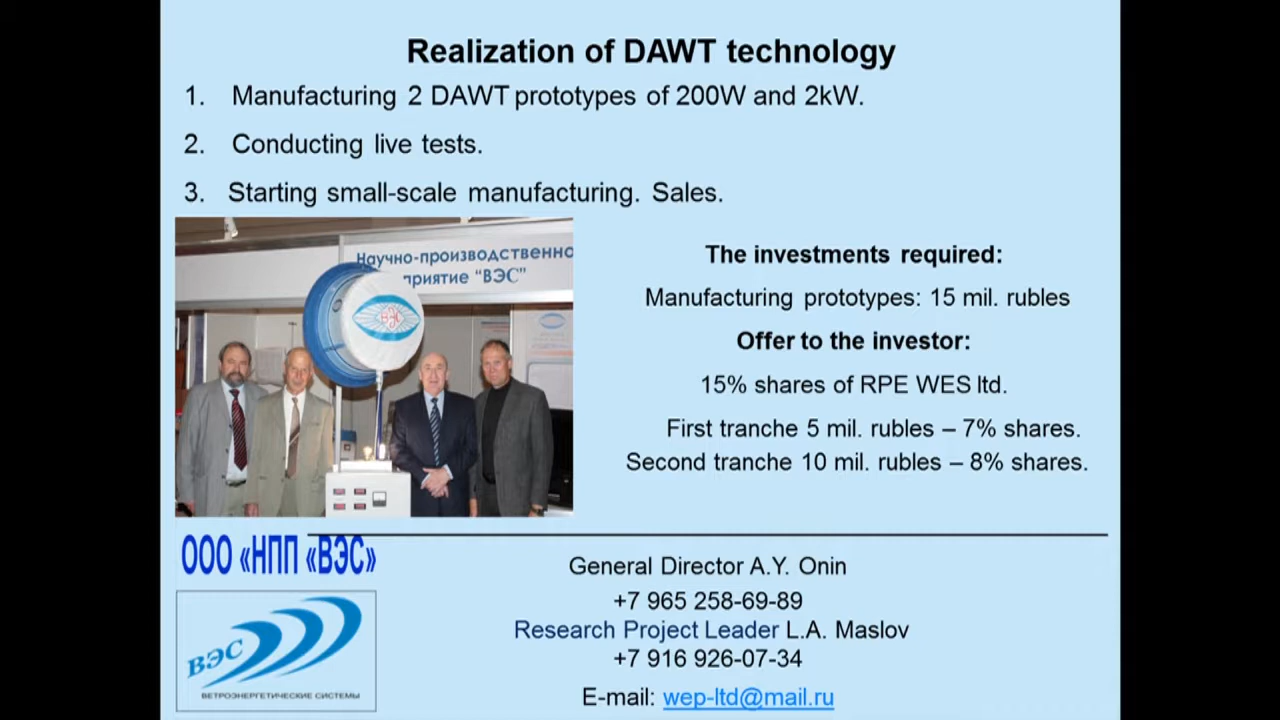 Realization of DAWT technology
1. Manufacturing 2 DAWT prototypes of 200W and 2kW.
2. Conducting live tests.
3. Starting small-scale manufacturing. Sales.
Научно-производственно
приятие "ВЭС"
ВЭС
The investments required:
Manufacturing prototypes: 15 mil. rubles
Offer to the investor:
15% shares of RPE WES ltd.
First tranche 5 mil. rubles – 7% shares.
Second tranche 10 mil. rubles – 8% shares.
ООО «НПП «ВЭС»
ВЭС
ВЕТРОЭНЕРГЕТИЧЕСКИЕ СИСТЕМЫ
General Director A.Y. Onin
+7 965 258-69-89
Research Project Leader L.A. Maslov
+7 916 926-07-34
E-mail: wep-ltd@mail.ru